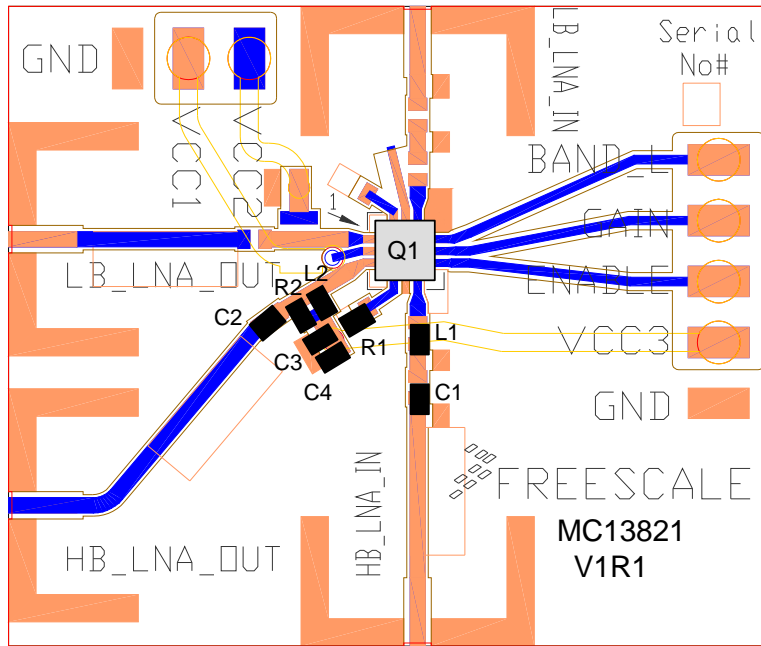 GND
VCC1
VCC2
LB_LNA_IN
Serial
No#
BAND_L
GAIN
ENADLE
VCC3
GND
1
Q1
LB_LNA_OUT
L2
R2
C2
C3
C4
R1
L1
C1
HB_LNA_IN
HB_LNA_OUT
FREESCALE
MC13821
V1R1